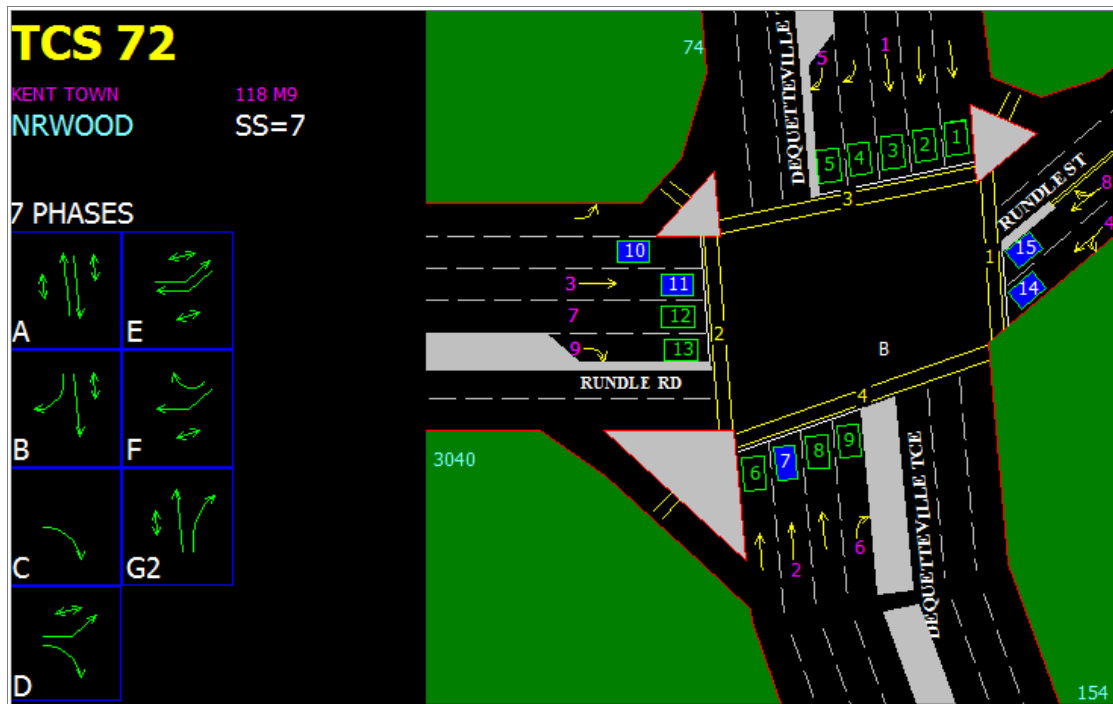 TCS 72
KENT TOWN 118 M9
NRWOOD SS=7
7 PHASES
A
E
B
F
C
G2
D
74
DEQUETTEVILLE T
5
1
5
4
3
2
1
3
RUNDLE ST
8
4
15
14
1
10
3
11
7
12
9
13
2
RUNDLE RD
B
4
3040
6
7
8
9
2
6
DEQUETTEVILLE TCE
154